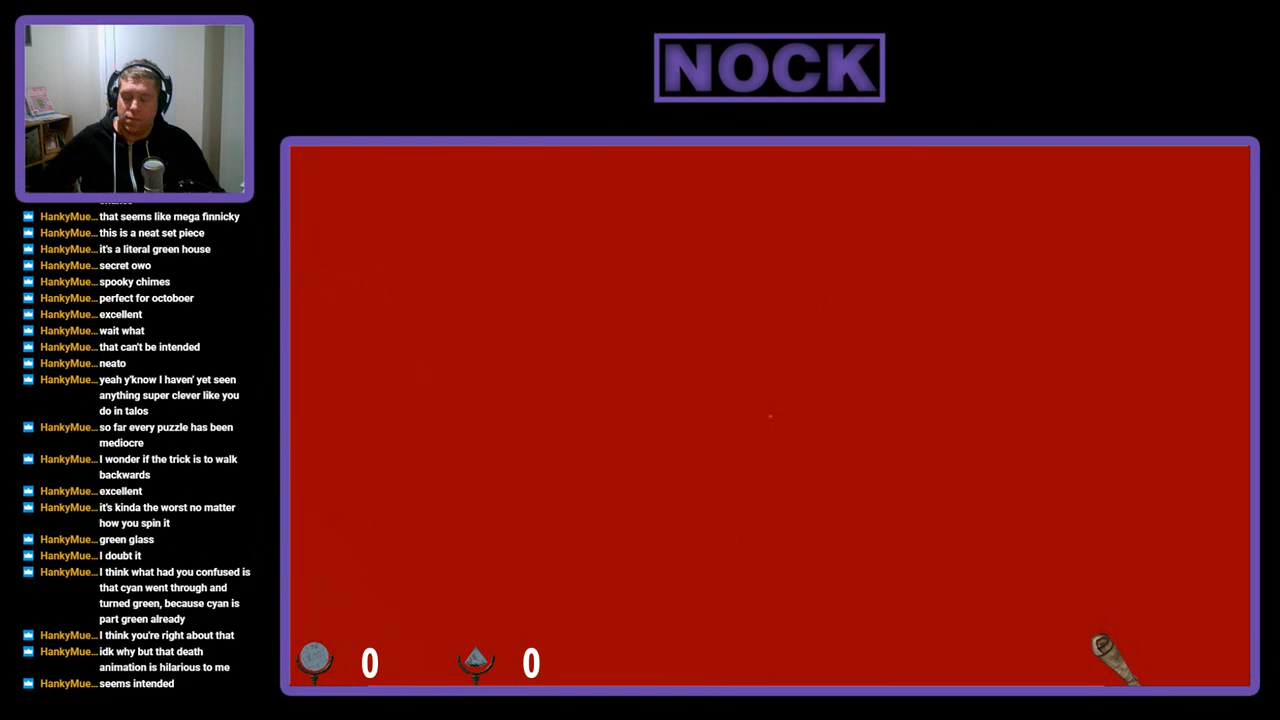 NOCK
HankyMue... that seems like mega finnicky
HankyMue... this is a neat set piece
HankyMue... it's a literal green house
HankyMue... secret owo
HankyMue... spooky chimes
HankyMue... perfect for octoboer
HankyMue... excellent
HankyMue... wait what
HankyMue... that can't be intended
HankyMue... neato
HankyMue... yeah y'know I haven' yet seen
anything super clever like you
do in talos
HankyMue... so far every puzzle has been
mediocre
HankyMue... I wonder if the trick is to walk
backwards
HankyMue... excellent
HankyMue... it's kinda the worst no matter
how you spin it
HankyMue... green glass
HankyMue... I doubt it
HankyMue... I think what had you confused is
that cyan went through and
turned green, because cyan is
part green already
HankyMue... I think you're right about that
HankyMue... idk why but that death
animation is hilarious to me
HankyMue... seems intended
0
0